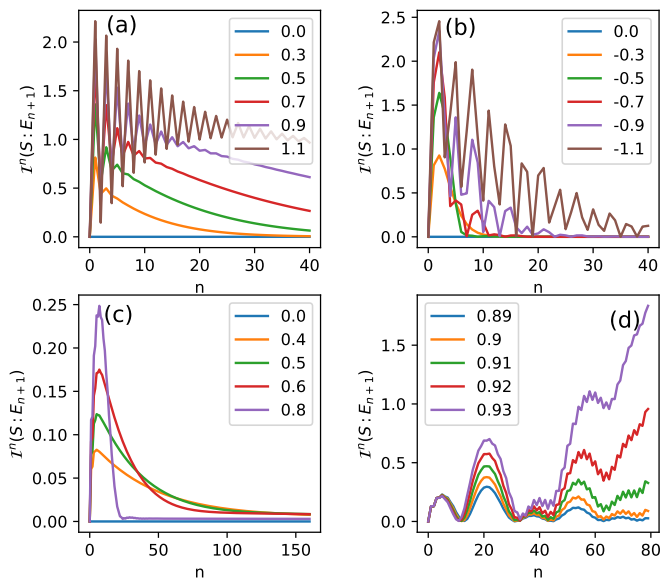 (a)
0.0
0.3
0.5
0.7
0.9
1.1
2.0
1.5
1.0
0.5
0.0
ℐⁿ(S : Eₙ₊₁)
0 10 20 30 40
n
(b)
0.0
-0.3
-0.5
-0.7
-0.9
-1.1
2.5
2.0
1.5
1.0
0.5
0.0
ℐⁿ(S : Eₙ₊₁)
0 10 20 30 40
n
(c)
0.0
0.4
0.5
0.6
0.8
0.25
0.20
0.15
0.10
0.05
0.00
ℐⁿ(S : Eₙ₊₁)
0 50 100 150
n
(d)
0.89
0.9
0.91
0.92
0.93
1.5
1.0
0.5
0.0
ℐⁿ(S : Eₙ₊₁)
0 20 40 60 80
n